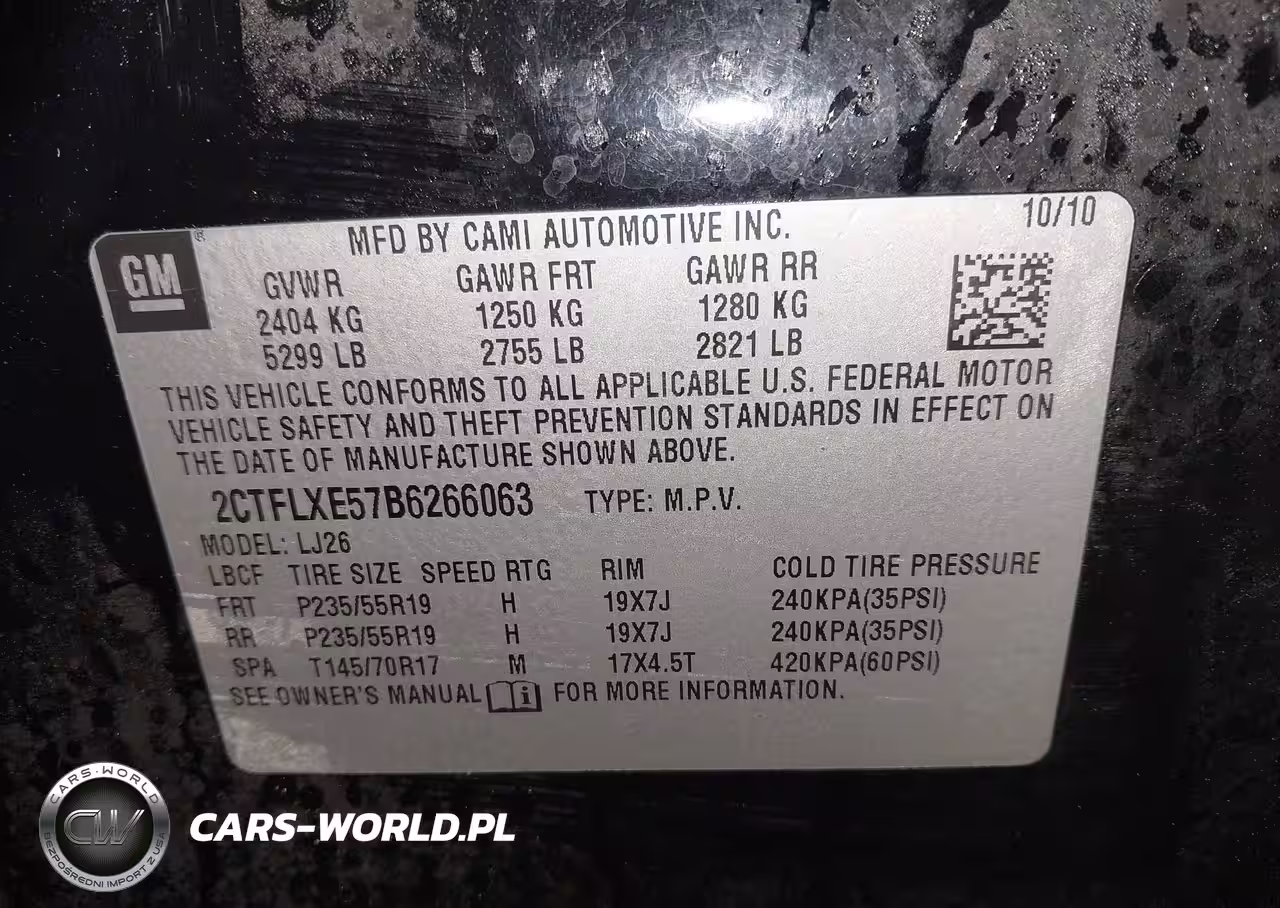 GM
MFD BY CAMI AUTOMOTIVE INC. 10/10
GVWR GAWR FRT GAWR RR
2404 KG 1250 KG 1280 KG
5299 LB 2755 LB 2821 LB
THIS VEHICLE CONFORMS TO ALL APPLICABLE U.S. FEDERAL MOTOR
VEHICLE SAFETY AND THEFT PREVENTION STANDARDS IN EFFECT ON
THE DATE OF MANUFACTURE SHOWN ABOVE.
2CTFLXE57B6266063 TYPE: M.P.V.
MODEL: LJ26
LBCF TIRE SIZE SPEED RTG RIM COLD TIRE PRESSURE
FRT P235/55R19 H 19X7J 240KPA(35PSI)
RR P235/55R19 H 19X7J 240KPA(35PSI)
SPA T145/70R17 M 17X4.5T 420KPA(60PSI)
SEE OWNER'S MANUAL i FOR MORE INFORMATION.
CARS-WORLD
CW
BEZPOŚREDNI IMPORT Z USA
CARS-WORLD.PL